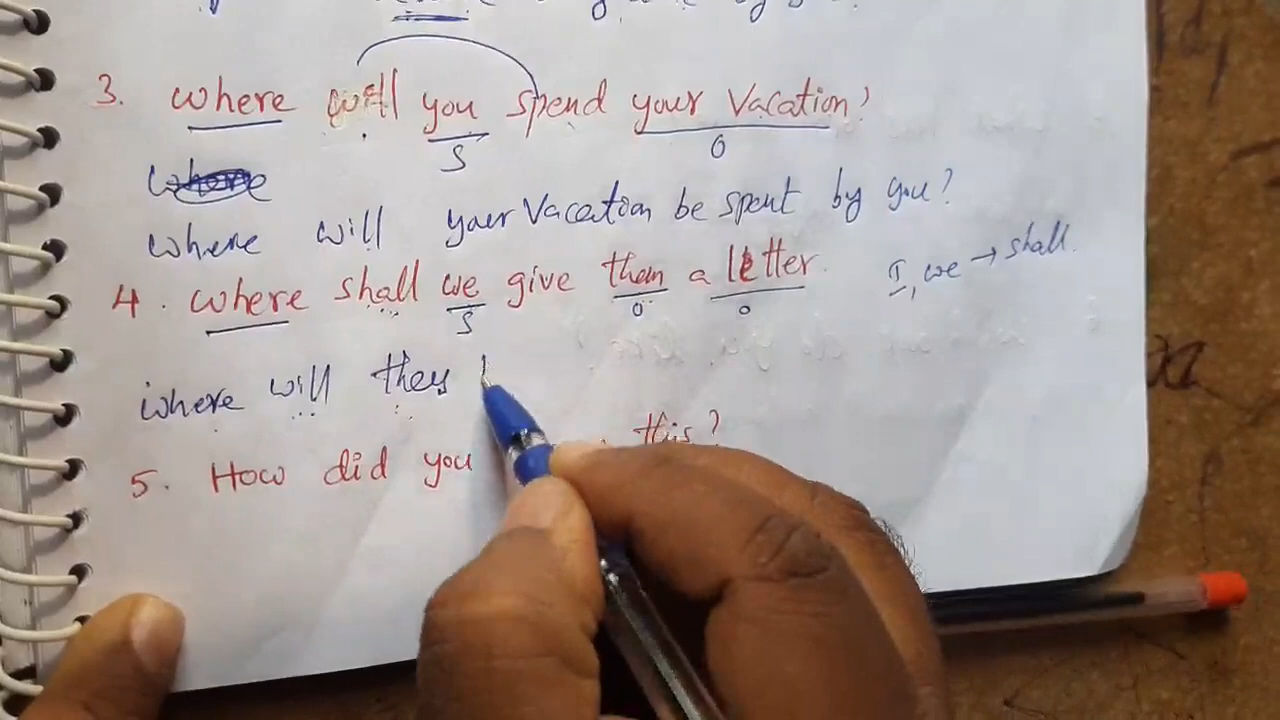 3. where will you spend your Vacation?
S O
where will your Vacation be spent by you?
4. where shall we give them a letter.
I, we → shall.
S O O
where will they
5. How did you this?